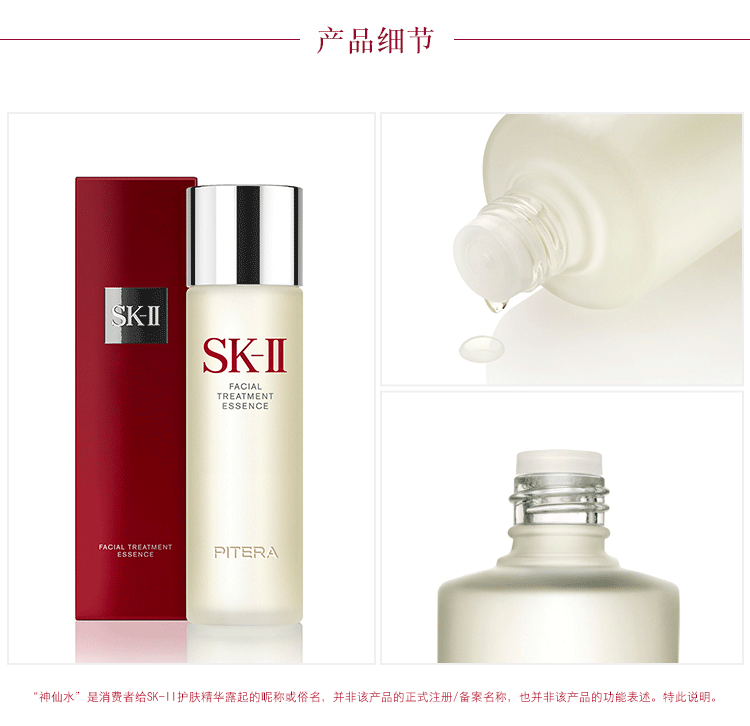 产品细节
SK-II
SK-II
FACIAL
TREATMENT
ESSENCE
FACIAL TREATMENT
ESSENCE
PITERA
“神仙水”是消费者给SK-II护肤精华露起的昵称或俗名，并非该产品的正式注册/备案名称，也并非该产品的功能表述。特此说明。